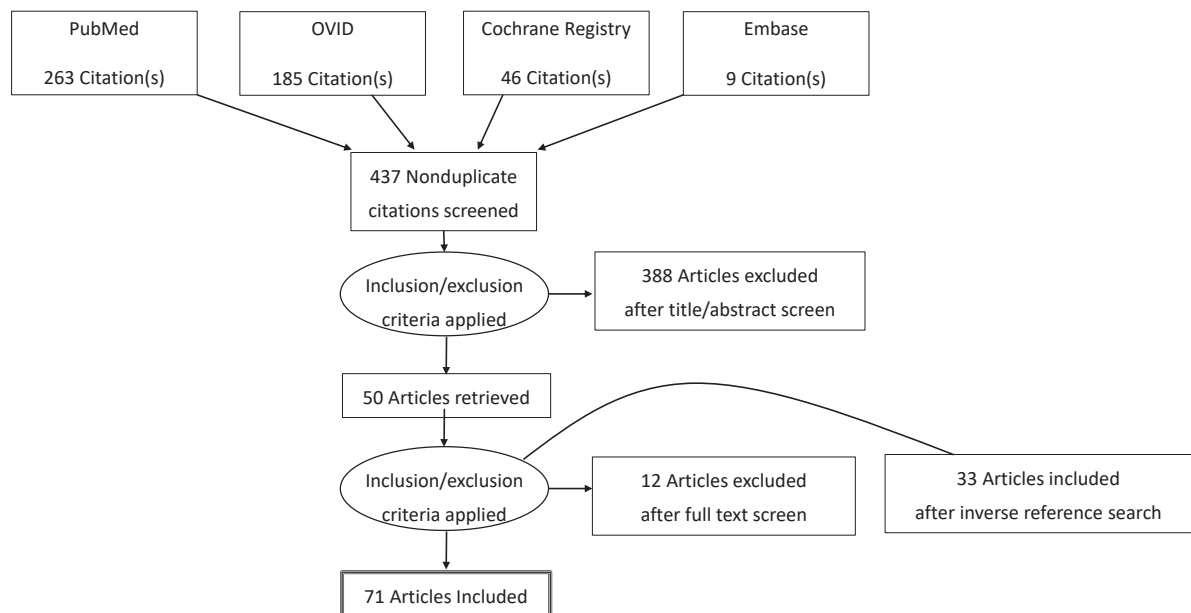 PubMed
263 Citation(s)
OVID
185 Citation(s)
Cochrane Registry
46 Citation(s)
Embase
9 Citation(s)
437 Nonduplicate
citations screened
Inclusion/exclusion
criteria applied
388 Articles excluded
after title/abstract screen
50 Articles retrieved
Inclusion/exclusion
criteria applied
12 Articles excluded
after full text screen
33 Articles included
after inverse reference search
71 Articles Included